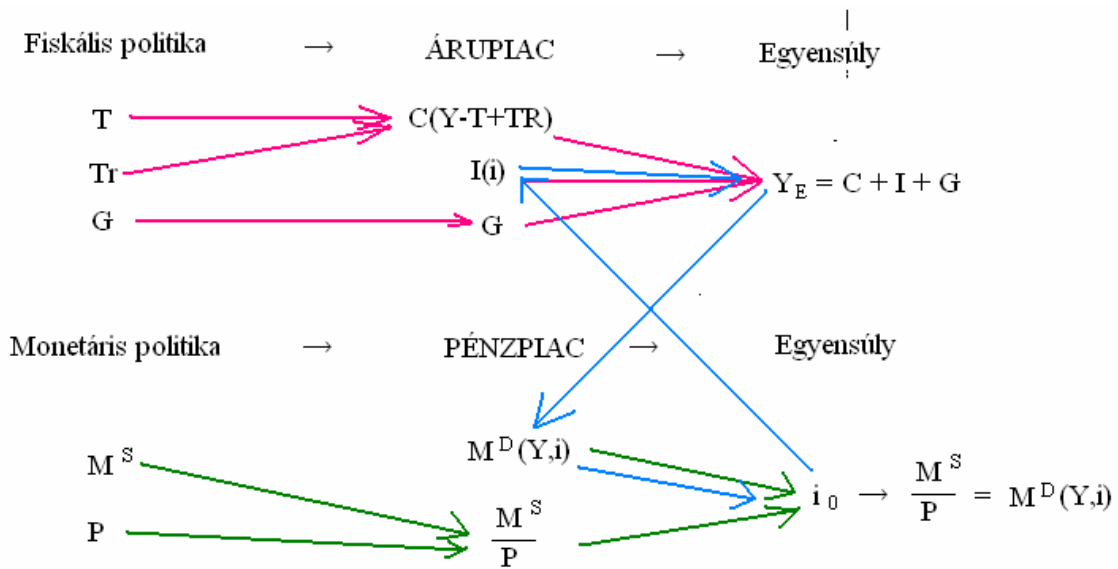 Fiskális politika → ÁRUPIAC → Egyensúly
T C(Y-T+TR)
Tr I(i) Y_E = C + I + G
G G
Monetáris politika → PÉNZPIAC → Egyensúly
M^S M^D(Y,i)
i_0 → M^S/P = M^D(Y,i)
P M^S/P